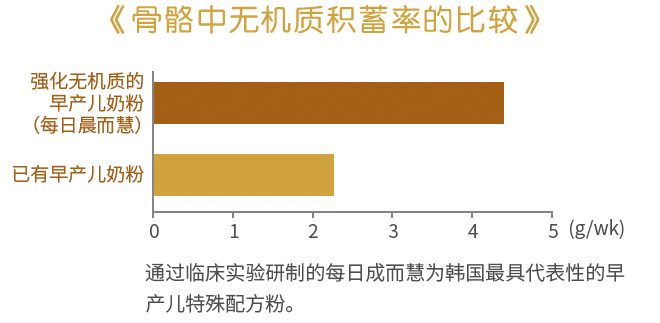 《骨骼中无机质积蓄率的比较》
强化无机质的
早产儿奶粉
(每日晨而慧)
已有早产儿奶粉
0 1 2 3 4 5 (g/wk)
通过临床实验研制的每日成而慧为韩国最具代表性的早
产儿特殊配方粉。